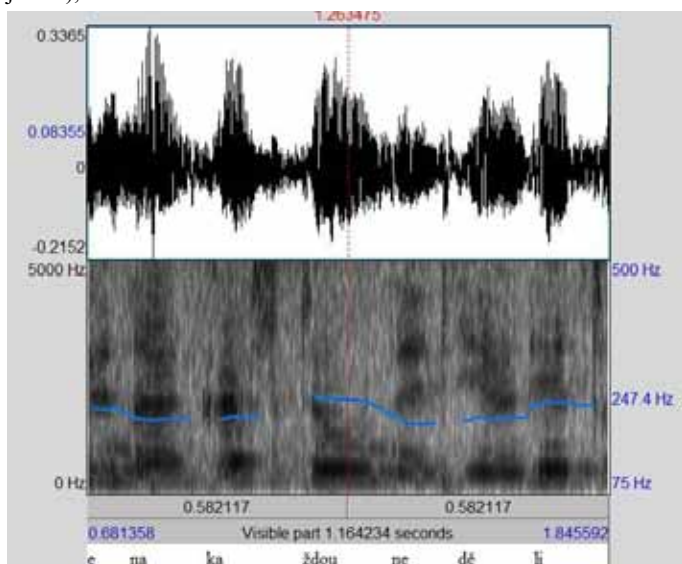 1.263475
0.3365
0.08355
0
-0.2152
5000 Hz 500 Hz
247.4 Hz
0 Hz 75 Hz
0.582117 0.582117
0.681358 Visible part 1.164234 seconds 1.845592
e na ka ždou ne dě li